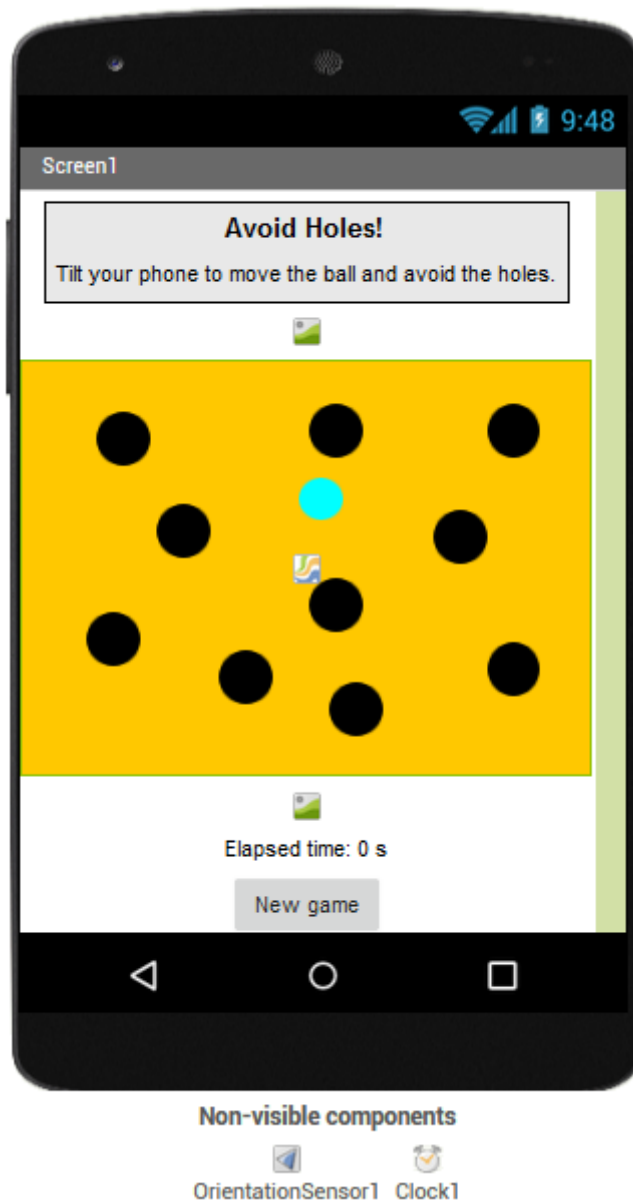 9:48
Screen1
Avoid Holes!
Tilt your phone to move the ball and avoid the holes.
Elapsed time: 0 s
New game
Non-visible components
OrientationSensor1 Clock1